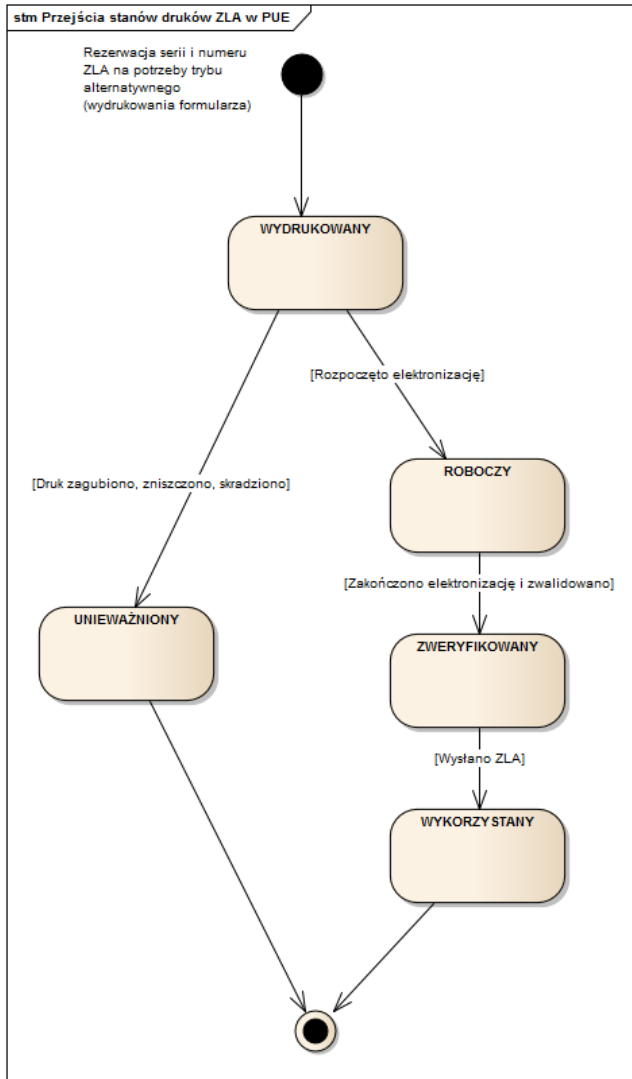 stm Przejścia stanów druków ZLA w PUE
Rezerwacja serii i numeru
ZLA na potrzeby trybu
alternatywnego
(wydrukowania formularza)
WYDRUKOWANY
[Rozpoczęto elektronizację]
[Druk zagubiono, zniszczono, skradziono]
ROBOCZY
[Zakończono elektronizację i zwalidowano]
UNIEWAŻNIONY
ZWERYFIKOWANY
[Wysłano ZLA]
WYKORZYSTANY